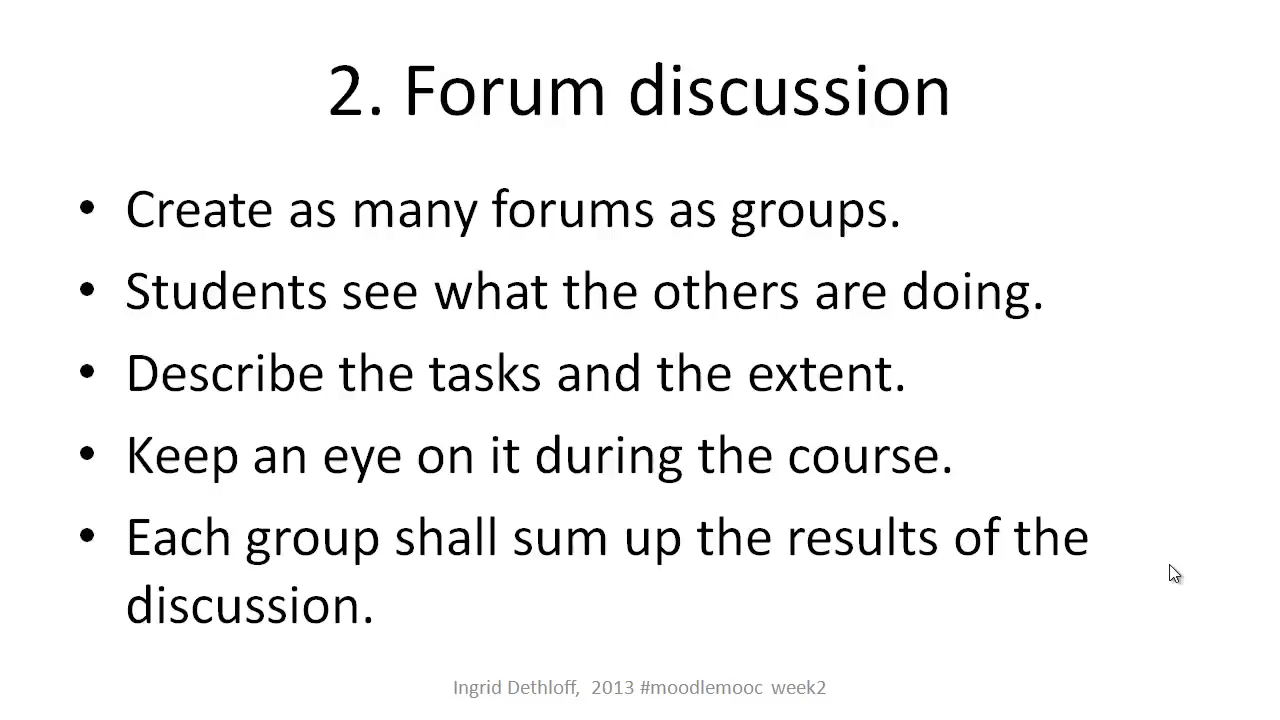 2. Forum discussion
• Create as many forums as groups.
• Students see what the others are doing.
• Describe the tasks and the extent.
• Keep an eye on it during the course.
• Each group shall sum up the results of the
discussion.
Ingrid Dethloff, 2013 #moodlemooc week2